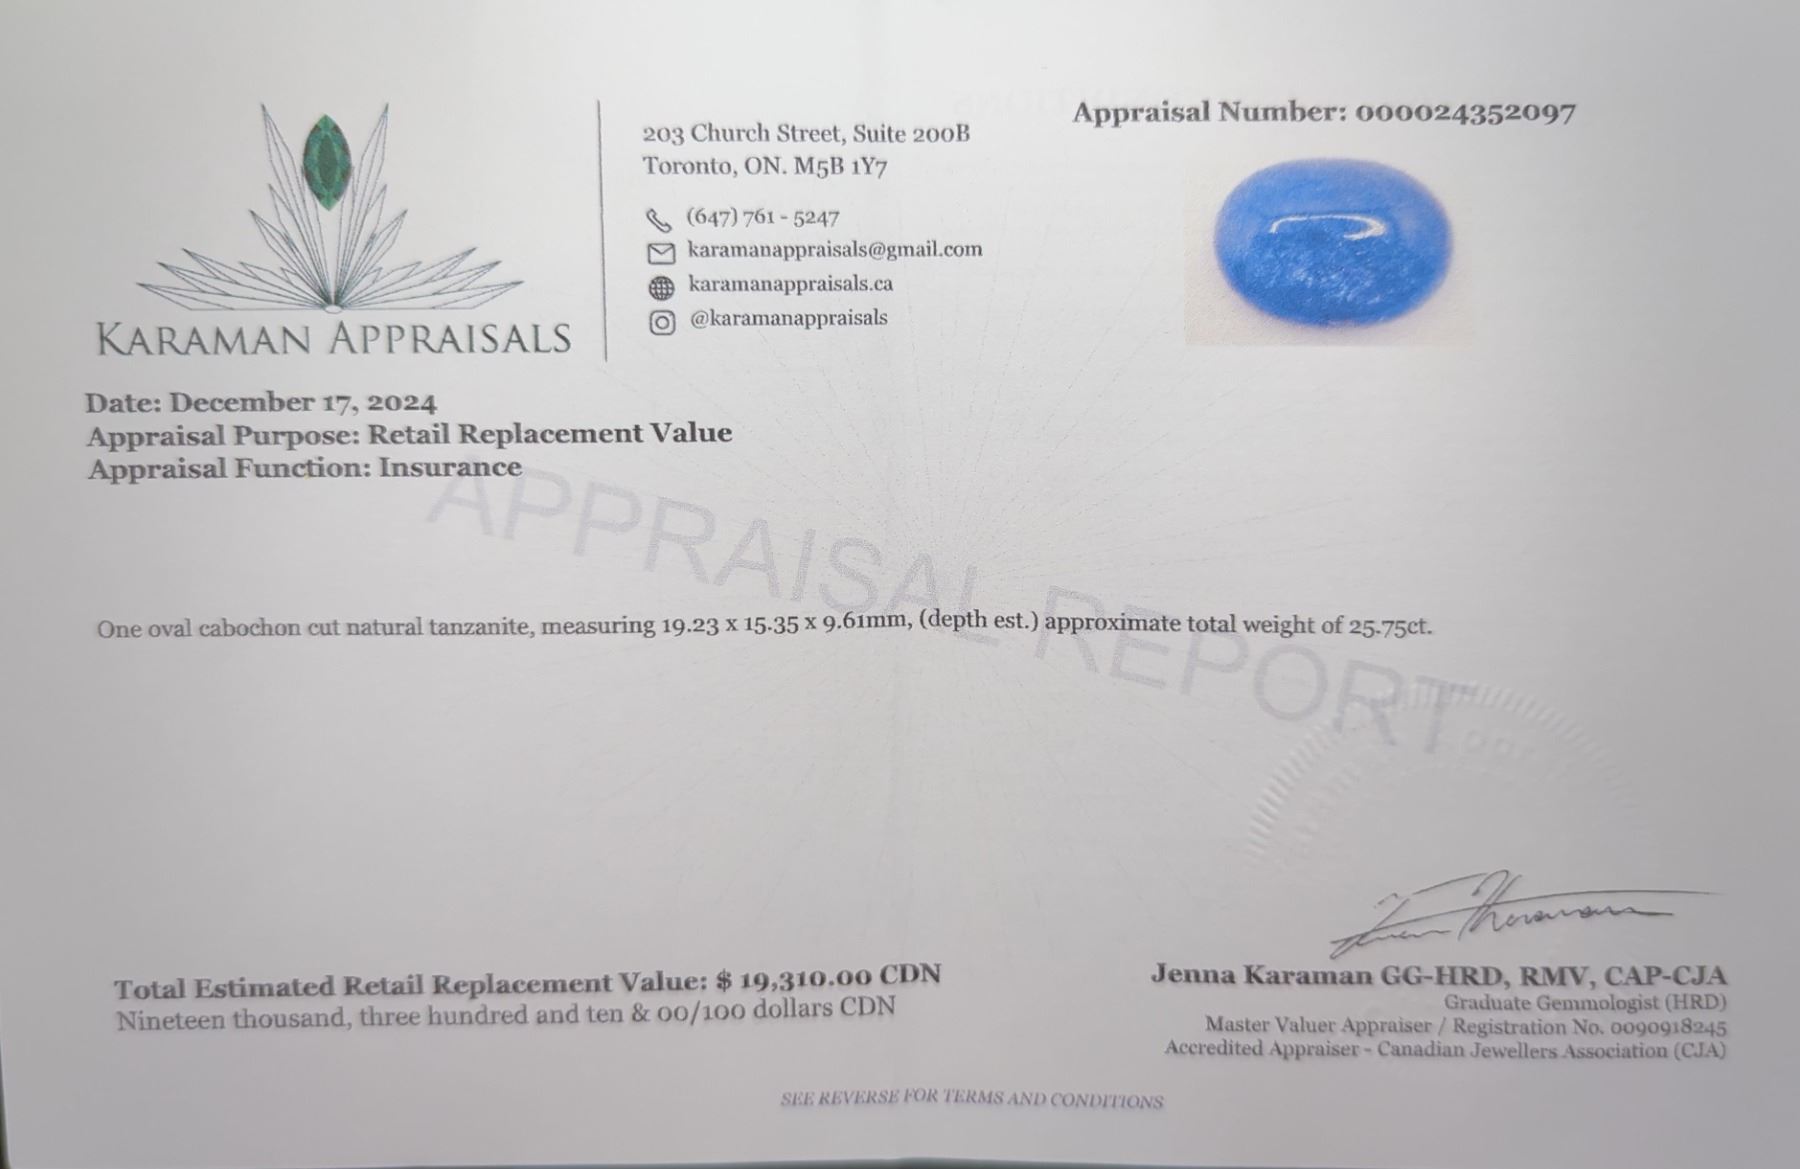 KARAMAN APPRAISALS
203 Church Street, Suite 200B
Toronto, ON. M5B 1Y7
(647) 761 - 5247
karamanappraisals@gmail.com
karamanappraisals.ca
@karamanappraisals
Appraisal Number: 000024352097
Date: December 17, 2024
Appraisal Purpose: Retail Replacement Value
Appraisal Function: Insurance
APPRAISAL REPORT
One oval cabochon cut natural tanzanite, measuring 19.23 x 15.35 x 9.61mm, (depth est.) approximate total weight of 25.75ct.
Total Estimated Retail Replacement Value: $ 19,310.00 CDN
Nineteen thousand, three hundred and ten & 00/100 dollars CDN
Jenna Karaman GG-HRD, RMV, CAP-CJA
Graduate Gemmologist (HRD)
Master Valuer Appraiser / Registration No. 0090918245
Accredited Appraiser - Canadian Jewellers Association (CJA)
SEE REVERSE FOR TERMS AND CONDITIONS